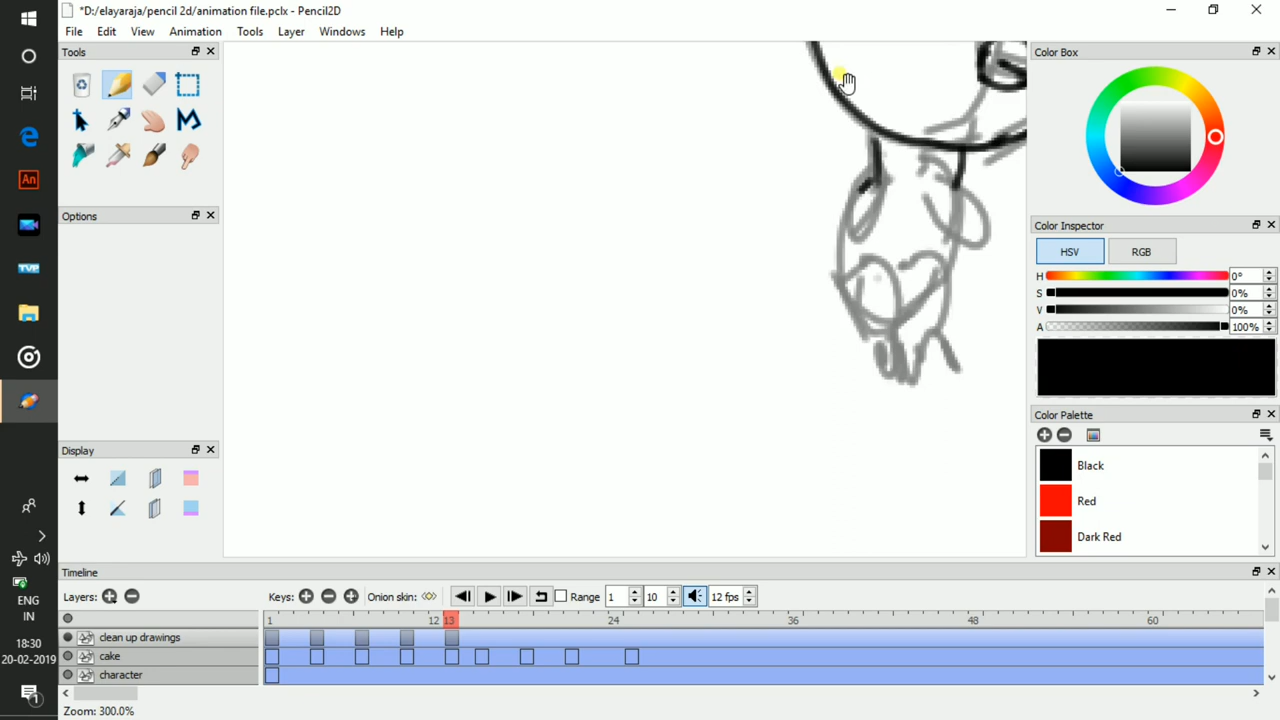 *D:/elayaraja/pencil 2d/animation file.pclx - Pencil2D
File Edit View Animation Tools Layer Windows Help
Tools
Color Box
An
Options
Color Inspector
HSV RGB
TVP
H 0°
S 0%
V 0%
A 100%
Color Palette
Black
Display
Red
Dark Red
Timeline
Layers: Keys: Onion skin: Range 1 10 12 fps
ENG
IN
1 12 13 24 36 48 60
clean up drawings
18:30
20-02-2019
cake
character
1
Zoom: 300.0%